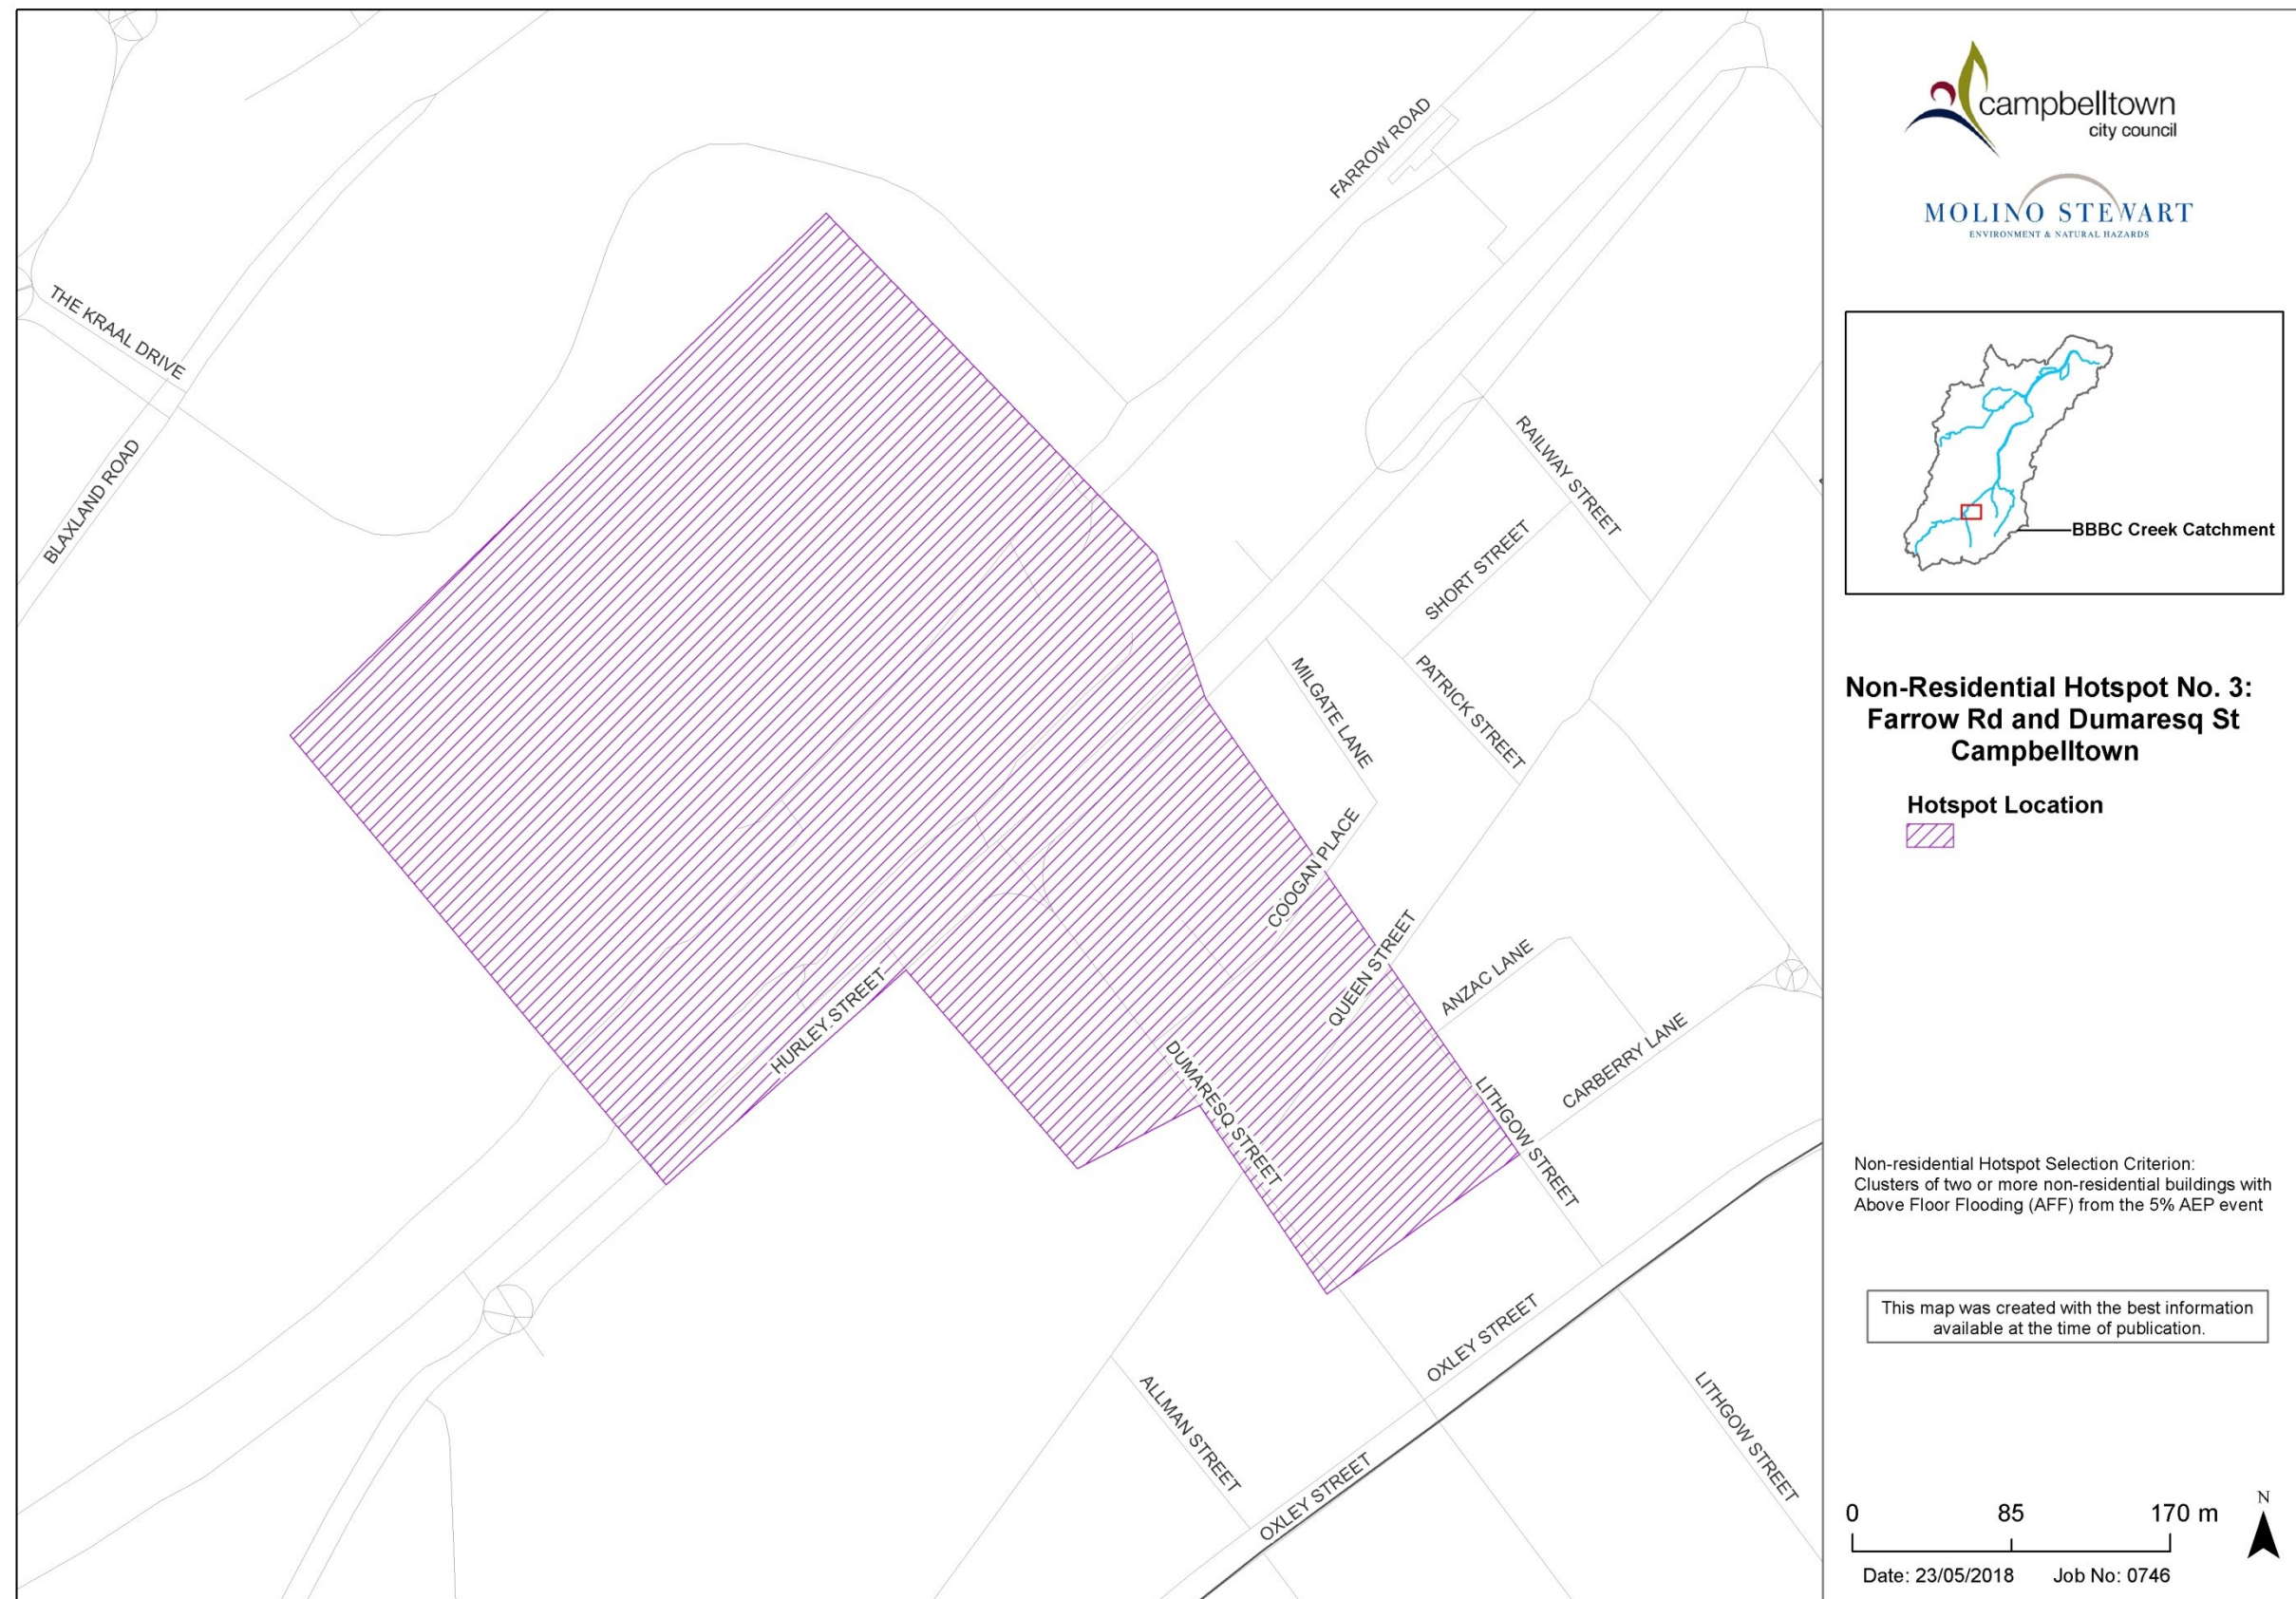 FARROW ROAD
THE KRAAL DRIVE
BLAXLAND ROAD
RAILWAY STREET
SHORT STREET
PATRICK STREET
MILGATE LANE
COOGAN PLACE
QUEEN STREET
ANZAC LANE
CARBERRY LANE
HURLEY STREET
DUMARESQ STREET
LITHGOW STREET
OXLEY STREET
ALLMAN STREET
OXLEY STREET
LITHGOW STREET
campbelltown
city council
MOLINO STEWART
ENVIRONMENT & NATURAL HAZARDS
BBBC Creek Catchment
Non-Residential Hotspot No. 3:
Farrow Rd and Dumaresq St
Campbelltown
Hotspot Location
Non-residential Hotspot Selection Criterion:
Clusters of two or more non-residential buildings with
Above Floor Flooding (AFF) from the 5% AEP event
This map was created with the best information
available at the time of publication.
0 85 170 m
N
Date: 23/05/2018 Job No: 0746